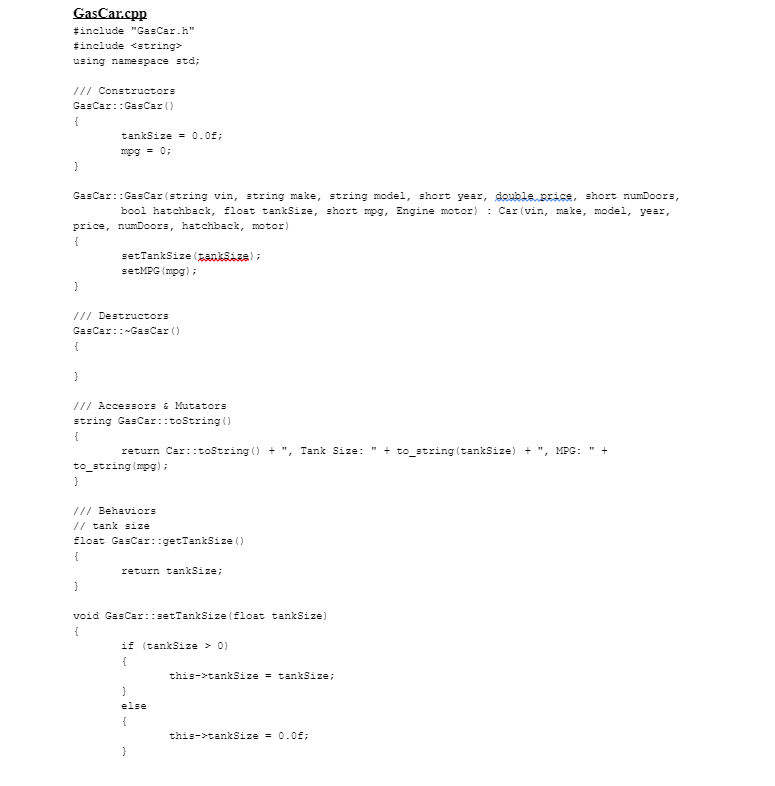 GasCar.cpp
#include "GasCar.h"
#include <string>
using namespace std;
/// Constructors
GasCar::GasCar()
{
tankSize = 0.0f;
mpg = 0;
}
GasCar::GasCar(string vin, string make, string model, short year, double price, short numDoors,
bool hatchback, float tankSize, short mpg, Engine motor) : Car(vin, make, model, year,
price, numDoors, hatchback, motor)
{
setTankSize(tankSize);
setMPG(mpg);
}
/// Destructors
GasCar::~GasCar()
{
}
/// Accessors & Mutators
string GasCar::toString()
{
return Car::toString() + ", Tank Size: " + to_string(tankSize) + ", MPG: " +
to_string(mpg);
}
/// Behaviors
// tank size
float GasCar::getTankSize()
{
return tankSize;
}
void GasCar::setTankSize(float tankSize)
{
if (tankSize > 0)
{
this->tankSize = tankSize;
}
else
{
this->tankSize = 0.0f;
}